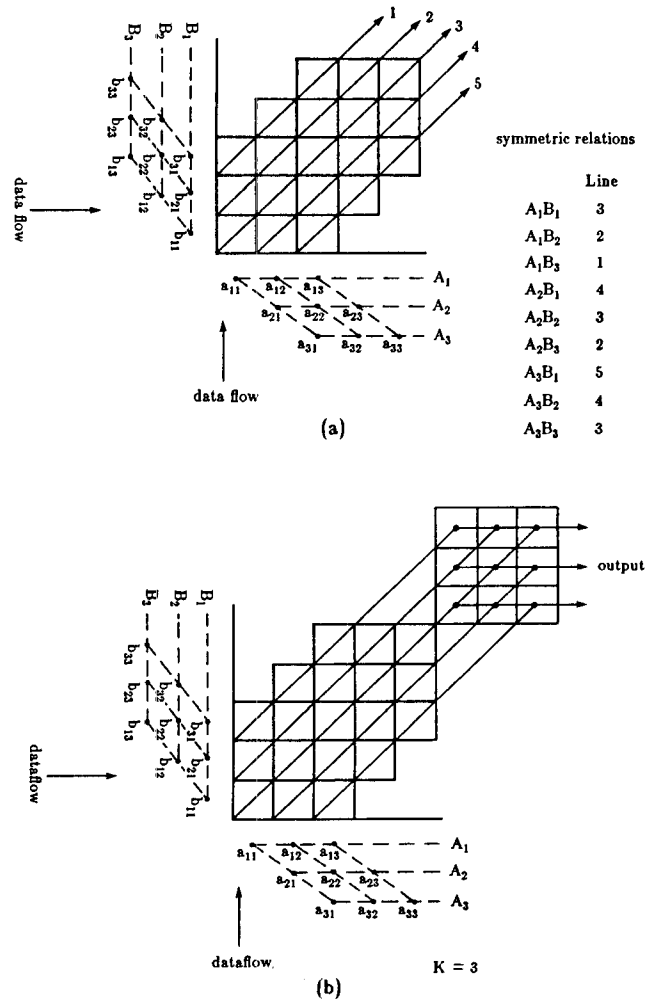 1 2 3 4 5
B₃ B₂ B₁
b₃₃ b₂₃ b₁₃
b₃₂ b₂₂ b₁₂
b₃₁ b₂₁ b₁₁
data flow
a₁₁ a₁₂ a₁₃ A₁
a₂₁ a₂₂ a₂₃ A₂
a₃₁ a₃₂ a₃₃ A₃
data flow
(a)
symmetric relations
Line
A₁B₁ 3
A₁B₂ 2
A₁B₃ 1
A₂B₁ 4
A₂B₂ 3
A₂B₃ 2
A₃B₁ 5
A₃B₂ 4
A₃B₃ 3
output
B₃ B₂ B₁
b₃₃ b₂₃ b₁₃
b₃₂ b₂₂ b₁₂
b₃₁ b₂₁ b₁₁
dataflow
a₁₁ a₁₂ a₁₃ A₁
a₂₁ a₂₂ a₂₃ A₂
a₃₁ a₃₂ a₃₃ A₃
dataflow.
K = 3
(b)